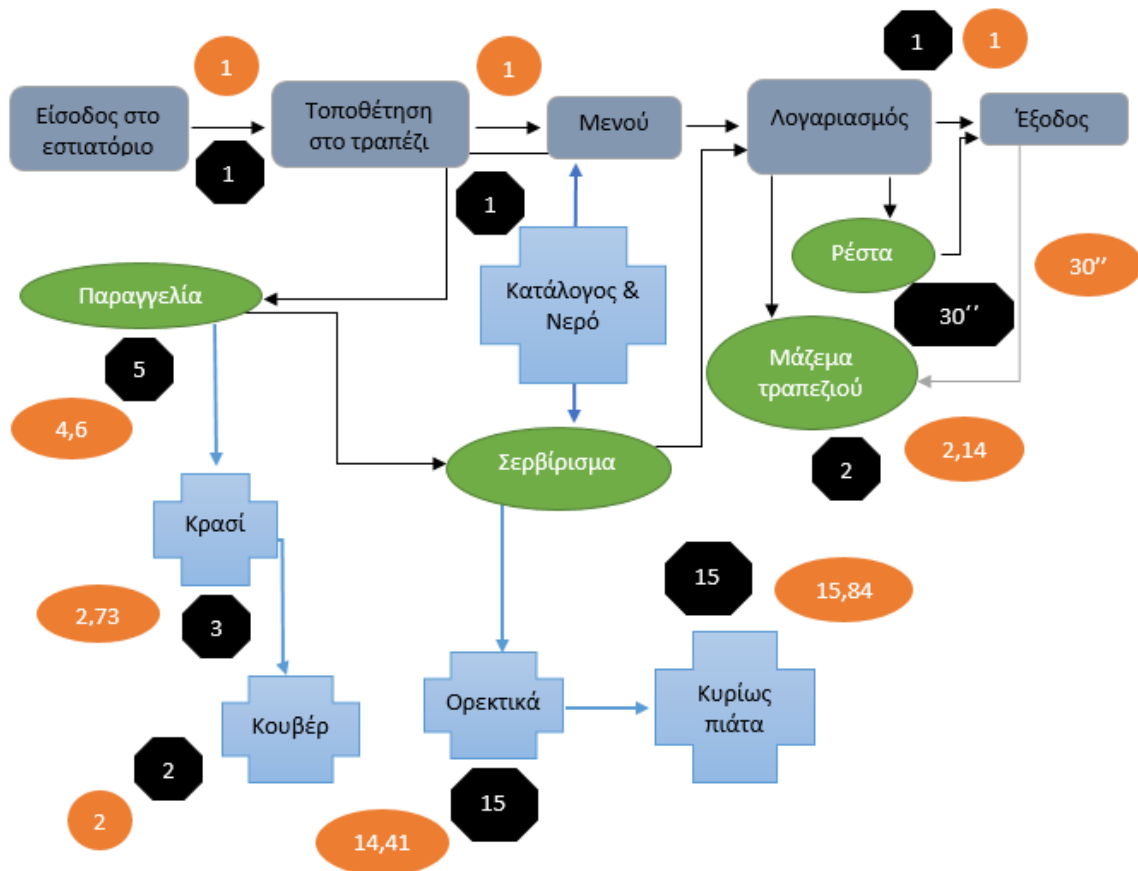 1
1
1
1
Είσοδος στο
εστιατόριο
Τοποθέτηση
στο τραπέζι
Μενού
Λογαριασμός
Έξοδος
1
1
Ρέστα
30’’
Παραγγελία
Κατάλογος &
Νερό
30΄΄
5
Μάζεμα
τραπεζιού
4,6
Σερβίρισμα
2,14
2
Κρασί
15
15,84
2,73
3
Ορεκτικά
Κυρίως
πιάτα
Κουβέρ
2
2
15
14,41